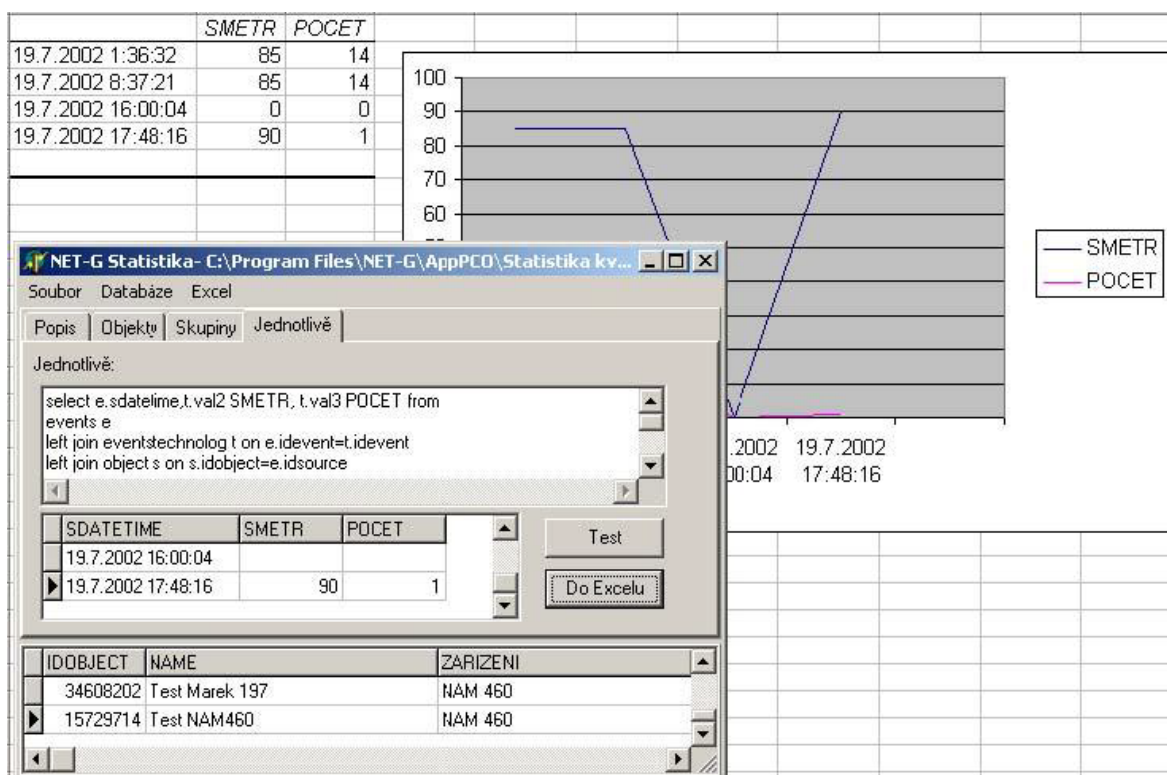 SMETR POCET
19.7.2002 1:36:32 85 14
19.7.2002 8:37:21 85 14
19.7.2002 16:00:04 0 0
19.7.2002 17:48:16 90 1
100
90
80
70
60
SMETR
POCET
.2002 19.7.2002
00:04 17:48:16
NET-G Statistika- C:\Program Files\NET-G\AppPCO\Statistika kv...
Soubor Databáze Excel
Popis Objekty Skupiny Jednotlivě
Jednotlivě:
select e.sdatetime,t.val2 SMETR, t.val3 POCET from
events e
left join eventstechnolog t on e.idevent=t.idevent
left join object s on s.idobject=e.idsource
SDATETIME SMETR POCET
19.7.2002 16:00:04
19.7.2002 17:48:16 90 1
Test
Do Excelu
IDOBJECT NAME ZARIZENI
34608202 Test Marek 197 NAM 460
15729714 Test NAM460 NAM 460